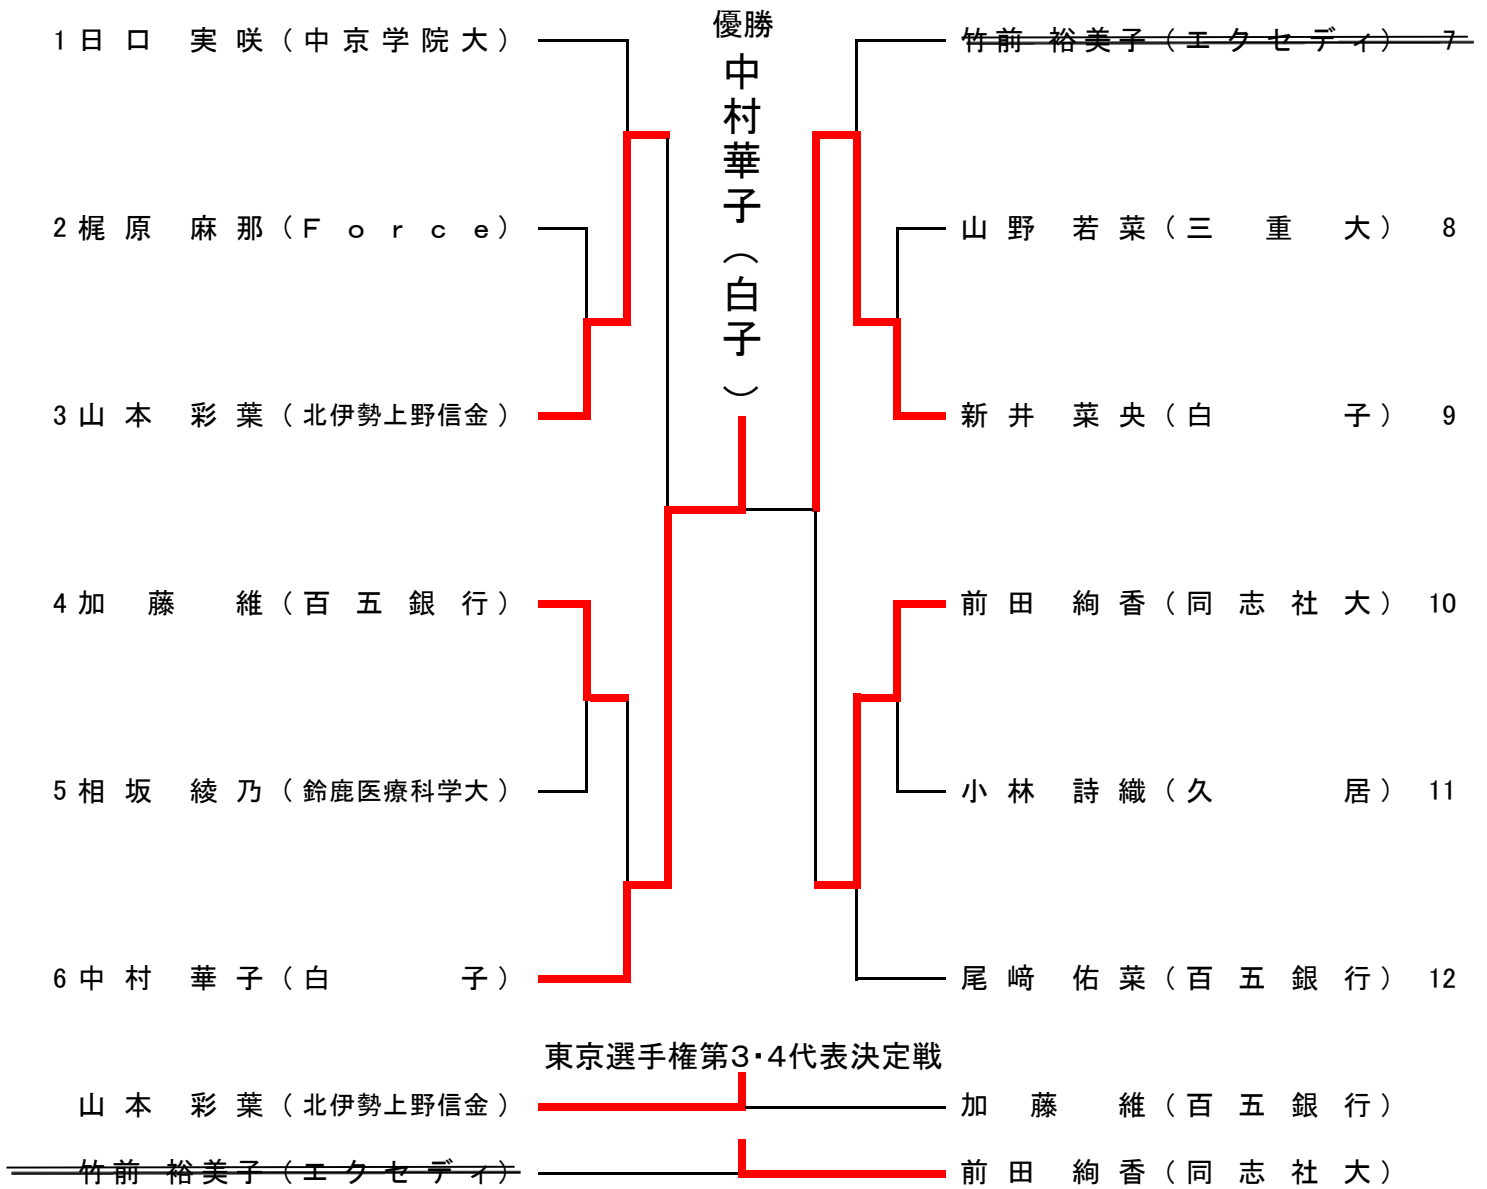 優勝
中村華子（白子）
1 日口 実咲（中京学院大）
2 梶原 麻那（Ｆｏｒｃｅ）
3 山本 彩葉（北伊勢上野信金）
4 加藤 維（百五銀行）
5 相坂 綾乃（鈴鹿医療科学大）
6 中村 華子（白子）
竹前 裕美子（エクセディ） 7
山野 若菜（三重大） 8
新井 菜央（白子） 9
前田 絢香（同志社大） 10
小林 詩織（久居） 11
尾﨑 佑菜（百五銀行） 12
東京選手権第３・４代表決定戦
山本 彩葉（北伊勢上野信金） 加藤 維（百五銀行）
竹前 裕美子（エクセディ） 前田 絢香（同志社大）